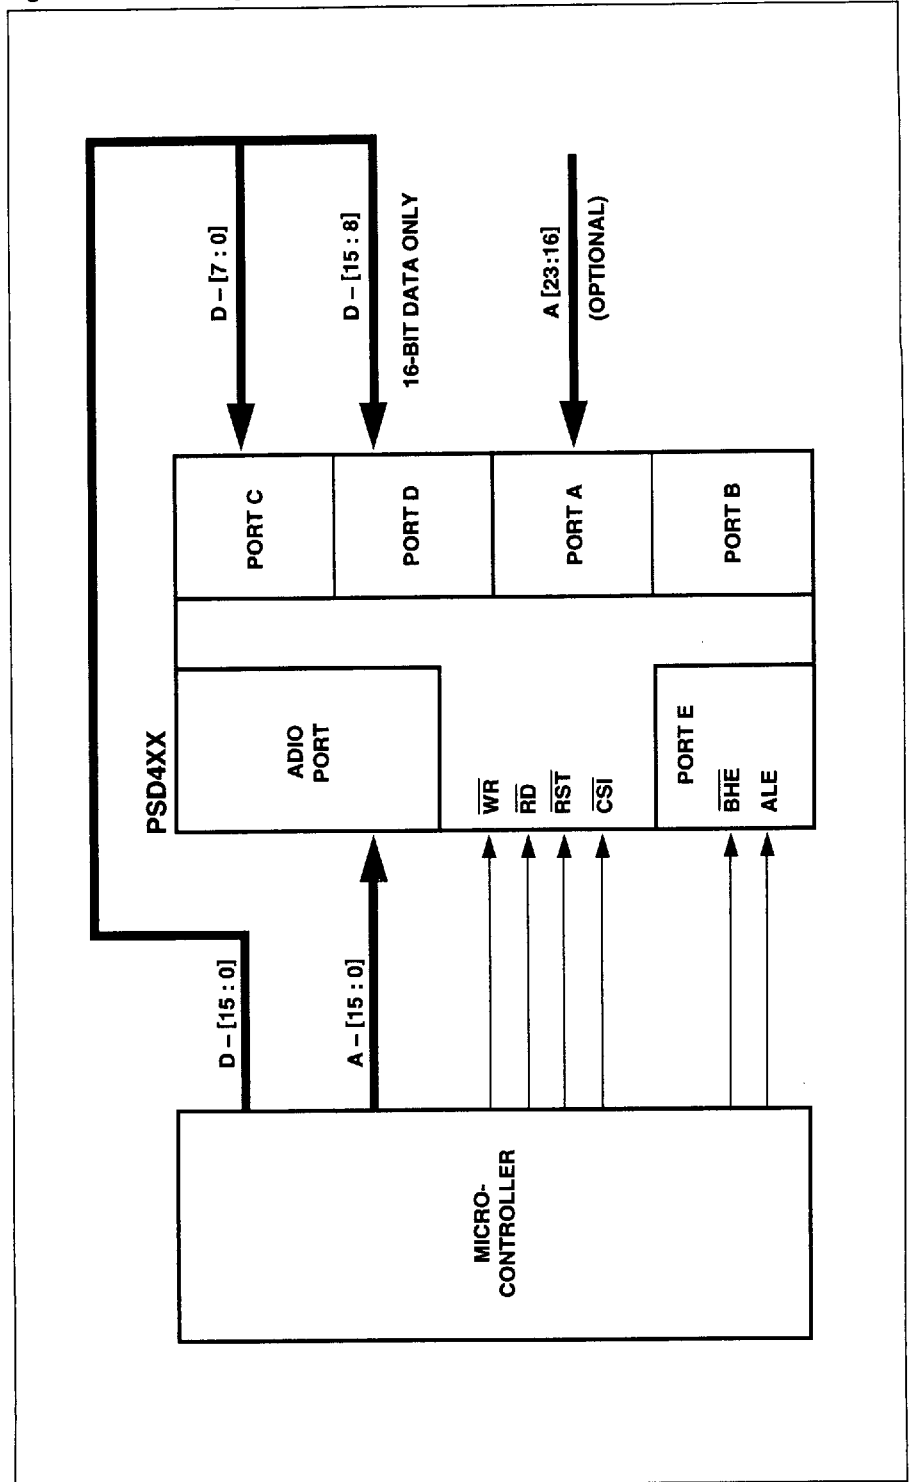 D – [7 : 0]
D – [15 : 8]
16-BIT DATA ONLY
A [23:16]
(OPTIONAL)
PORT C
PORT D
PORT A
PORT B
PSD4XX
ADIO
PORT
WR
RD
RST
CSI
PORT E
BHE
ALE
D – [15 : 0]
A – [15 : 0]
MICRO-
CONTROLLER